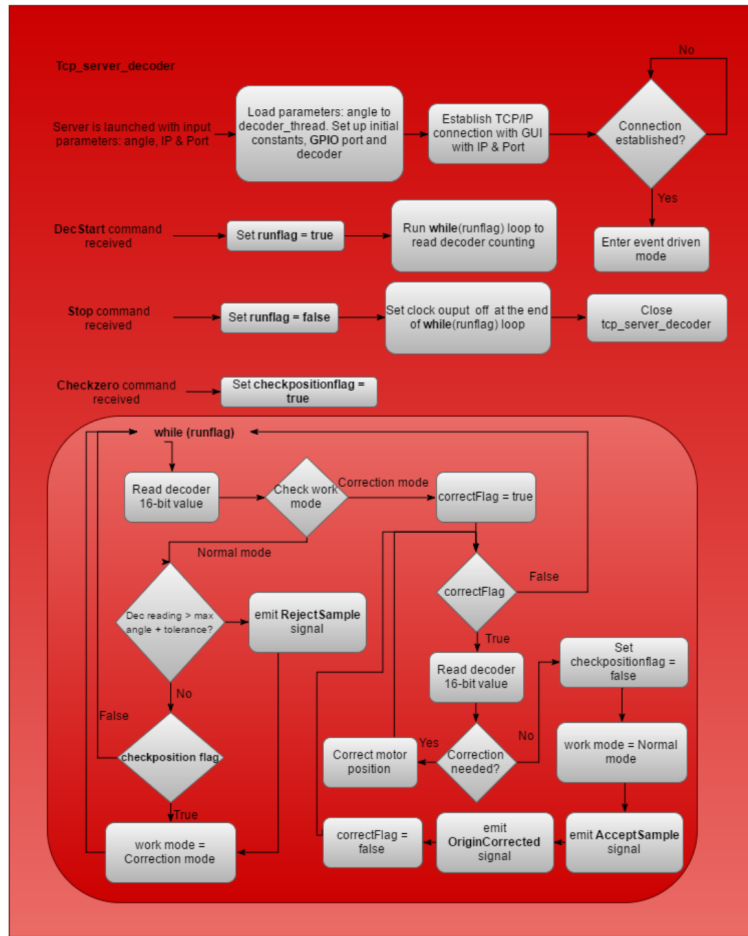 Tcp_server_decoder
No
Server is launched with input
parameters: angle, IP & Port
Load parameters: angle to
decoder_thread. Set up initial
constants, GPIO port and
decoder
Establish TCP/IP
connection with GUI
with IP & Port
Connection
established?
Yes
DecStart command
received
Set runflag = true
Run while(runflag) loop to
read decoder counting
Enter event driven
mode
Stop command
received
Set runflag = false
Set clock ouput off at the end
of while(runflag) loop
Close
tcp_server_decoder
Checkzero command
received
Set checkpositionflag =
true
while (runflag)
Read decoder
16-bit value
Check work
mode
Correction mode
correctFlag = true
Normal mode
Dec reading > max
angle + tolerance?
emit RejectSample
signal
correctFlag
False
True
No
False
checkposition flag
True
work mode =
Correction mode
Read decoder
16-bit value
Set
checkpositionflag =
false
Correct motor
position
Yes
Correction
needed?
No
work mode = Normal
mode
correctFlag =
false
emit
OriginCorrected
signal
emit AcceptSample
signal